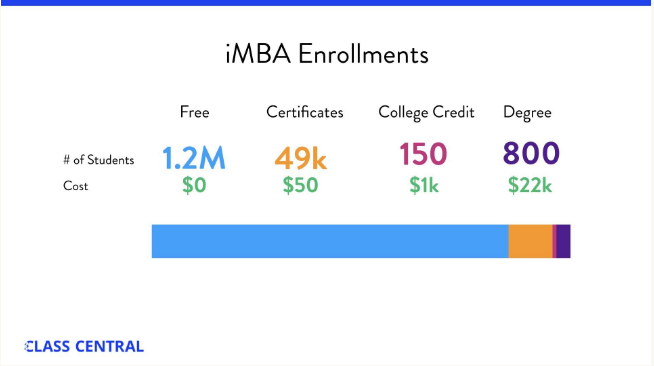 iMBA Enrollments
Free Certificates College Credit Degree
# of Students 1.2M 49k 150 800
Cost $0 $50 $1k $22k
CLASS CENTRAL